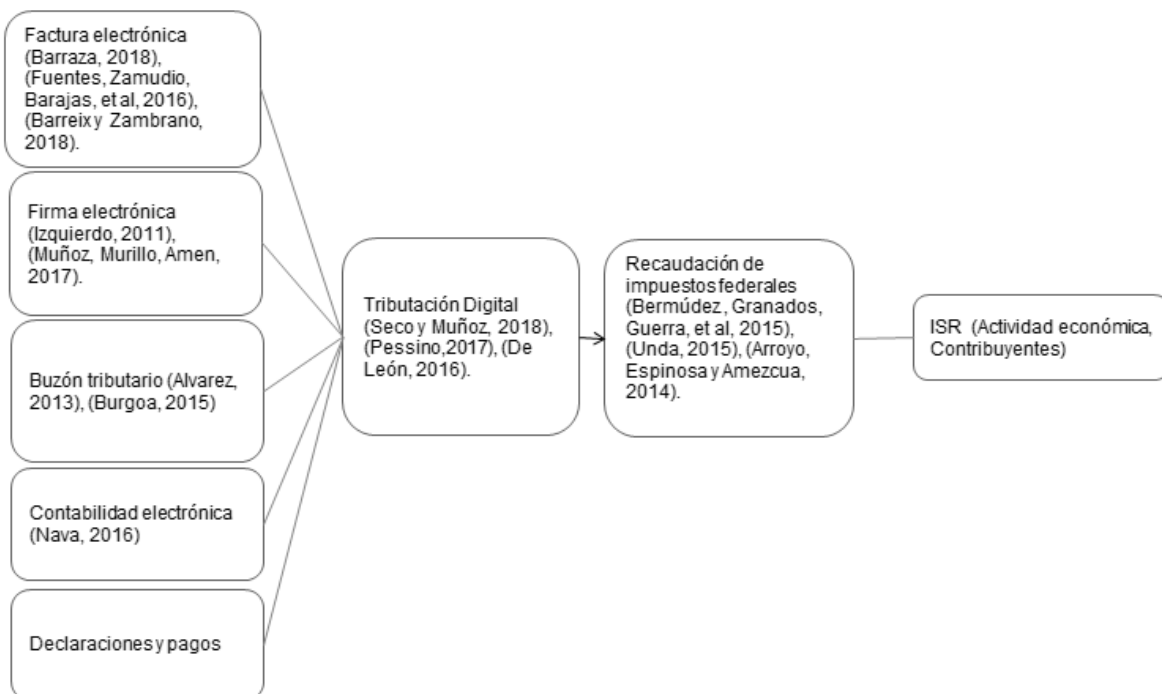 Factura electrónica
(Barraza, 2018),
(Fuentes, Zamudio,
Barajas, et al, 2016),
(Barreix y Zambrano,
2018).
Firma electrónica
(Izquierdo, 2011),
(Muñoz, Murillo, Amen,
2017).
Buzón tributario (Alvarez,
2013), (Burgoa, 2015)
Contabilidad electrónica
(Nava, 2016)
Declaraciones y pagos
Tributación Digital
(Seco y Muñoz, 2018),
(Pessino,2017), (De
León, 2016).
Recaudación de
impuestos federales
(Bermúdez, Granados,
Guerra, et al, 2015),
(Unda, 2015), (Arroyo,
Espinosa y Amezcua,
2014).
ISR (Actividad económica,
Contribuyentes)